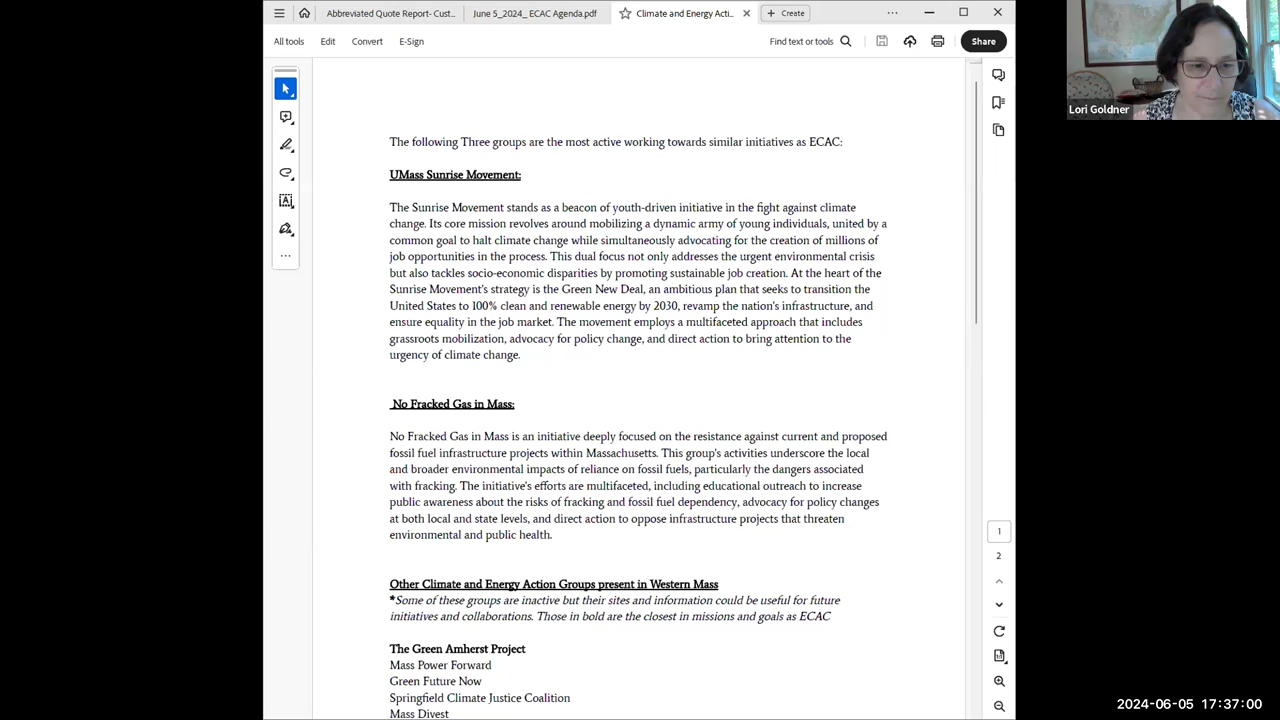 Abbreviated Quote Report- Cust...
June 5_2024_ ECAC Agenda.pdf
Climate and Energy Acti...
Create
All tools
Edit
Convert
E-Sign
Find text or tools
Share
Lori Goldner
The following Three groups are the most active working towards similar initiatives as ECAC:
UMass Sunrise Movement:
The Sunrise Movement stands as a beacon of youth-driven initiative in the fight against climate
change. Its core mission revolves around mobilizing a dynamic army of young individuals, united by a
common goal to halt climate change while simultaneously advocating for the creation of millions of
job opportunities in the process. This dual focus not only addresses the urgent environmental crisis
but also tackles socio-economic disparities by promoting sustainable job creation. At the heart of the
Sunrise Movement's strategy is the Green New Deal, an ambitious plan that seeks to transition the
United States to 100% clean and renewable energy by 2030, revamp the nation's infrastructure, and
ensure equality in the job market. The movement employs a multifaceted approach that includes
grassroots mobilization, advocacy for policy change, and direct action to bring attention to the
urgency of climate change.
No Fracked Gas in Mass:
No Fracked Gas in Mass is an initiative deeply focused on the resistance against current and proposed
fossil fuel infrastructure projects within Massachusetts. This group's activities underscore the local
and broader environmental impacts of reliance on fossil fuels, particularly the dangers associated
with fracking. The initiative's efforts are multifaceted, including educational outreach to increase
public awareness about the risks of fracking and fossil fuel dependency, advocacy for policy changes
at both local and state levels, and direct action to oppose infrastructure projects that threaten
environmental and public health.
Other Climate and Energy Action Groups present in Western Mass
*Some of these groups are inactive but their sites and information could be useful for future
initiatives and collaborations. Those in bold are the closest in missions and goals as ECAC
The Green Amherst Project
Mass Power Forward
Green Future Now
Springfield Climate Justice Coalition
Mass Divest
1
2
2024-06-05 17:37:00